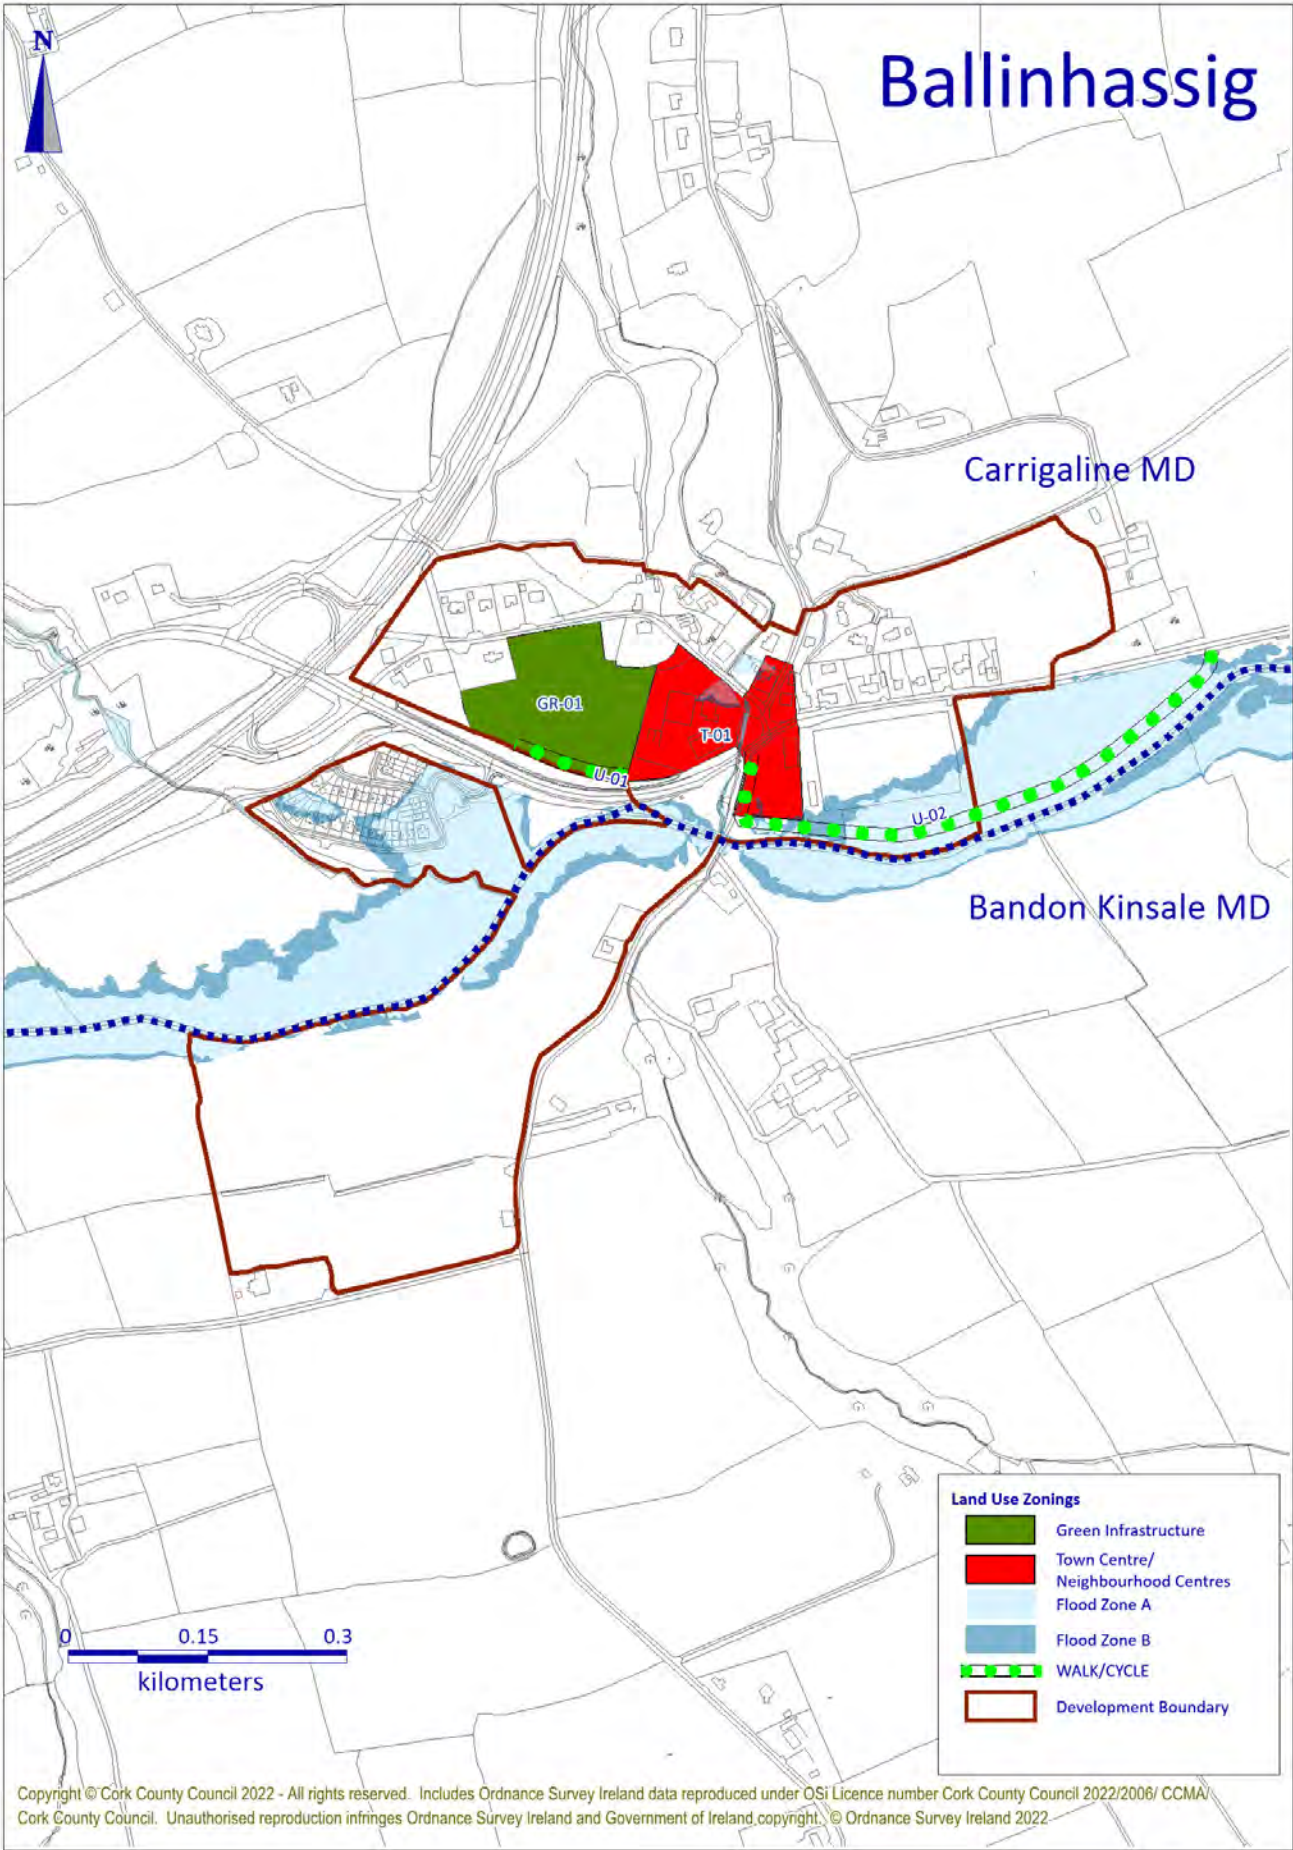 N
Ballinhassig
Carrigaline MD
GR-01
T-01
U-01
U-02
Bandon Kinsale MD
Land Use Zonings
Green Infrastructure
Town Centre/
Neighbourhood Centres
Flood Zone A
Flood Zone B
WALK/CYCLE
Development Boundary
0 0.15 0.3
kilometers
Copyright © Cork County Council 2022 - All rights reserved. Includes Ordnance Survey Ireland data reproduced under OSi Licence number Cork County Council 2022/2006/ CCMA/
Cork County Council. Unauthorised reproduction infringes Ordnance Survey Ireland and Government of Ireland copyright. © Ordnance Survey Ireland 2022